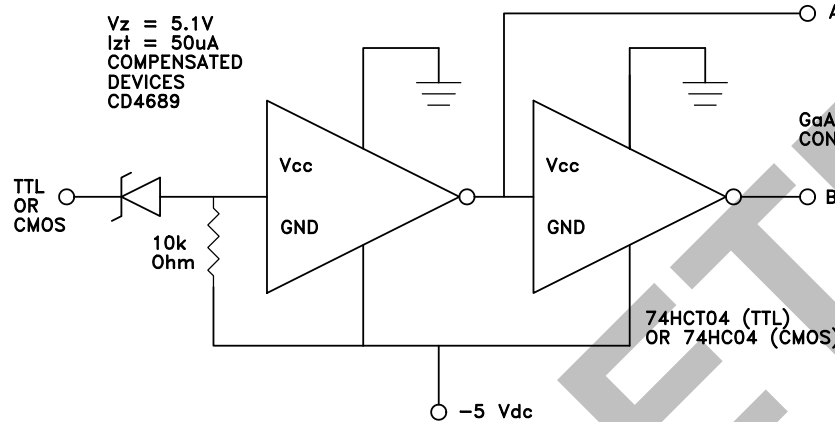 Vz = 5.1V
Izt = 50uA
COMPENSATED
DEVICES
CD4689
A
Vcc
GND
Vcc
GND
TTL
OR
CMOS
10k
Ohm
B
74HCT04 (TTL)
OR 74HC04 (CMOS)
-5 Vdc